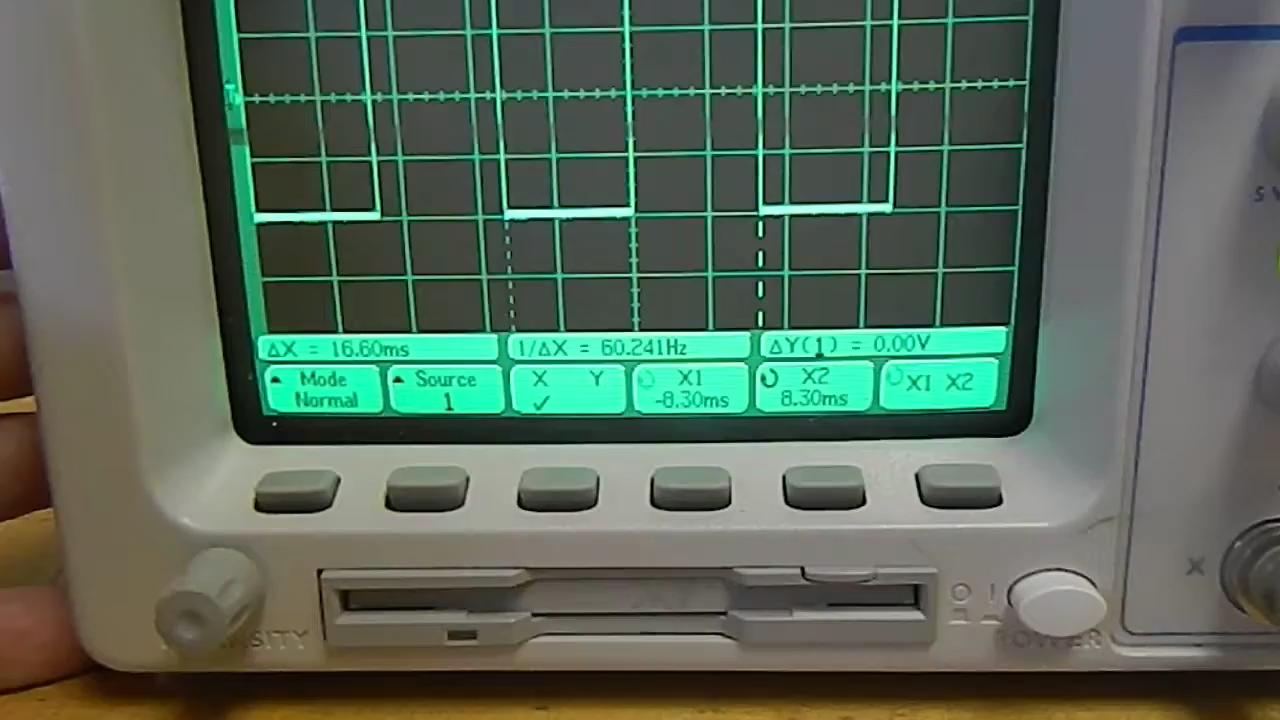 ΔX = 16.60ms 1/ΔX = 60.241Hz ΔY(1) = 0.00V
Mode Source X Y X1 X2 X1 X2
Normal 1 ✓ -8.30ms 8.30ms
POWER
X